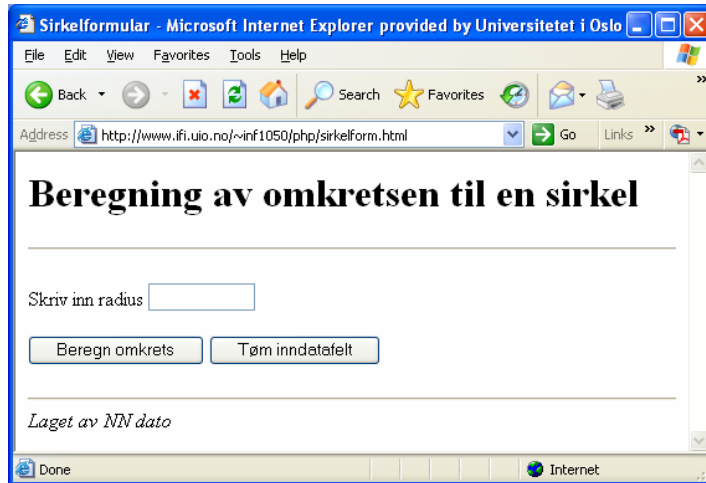 Sirkelformular - Microsoft Internet Explorer provided by Universitetet i Oslo
File Edit View Favorites Tools Help
Back Search Favorites »
Address http://www.ifi.uio.no/~inf1050/php/sirkelform.html Go Links »
Beregning av omkretsen til en sirkel
Skriv inn radius
Beregn omkrets Tøm inndatafelt
Laget av NN dato
Done Internet